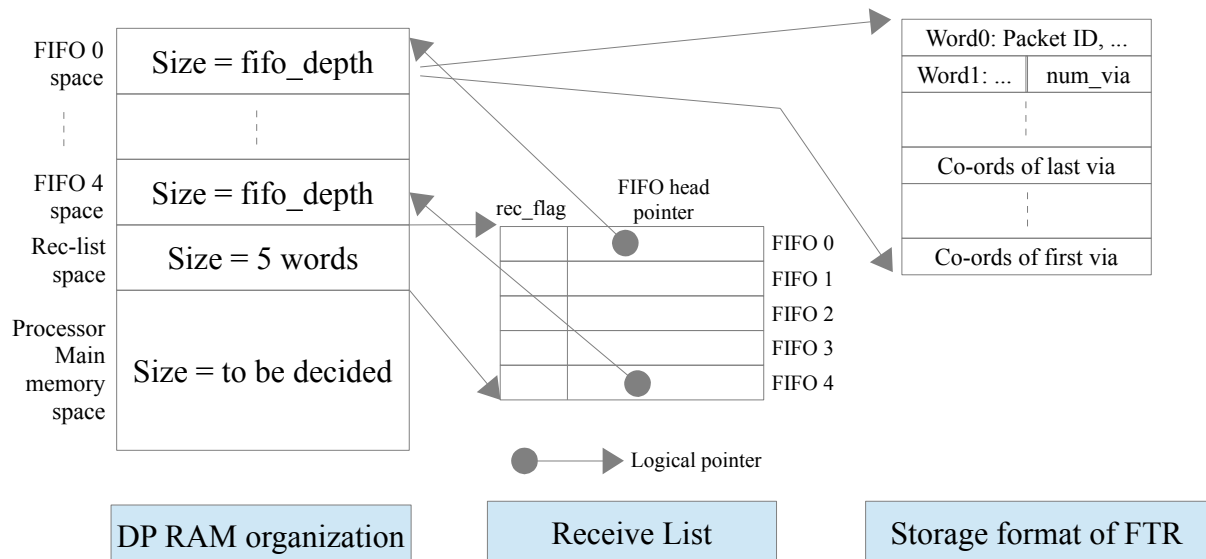 FIFO 0
space
Size = fifo_depth
FIFO 4
space
Size = fifo_depth
Rec-list
space
Size = 5 words
Processor
Main
memory
space
Size = to be decided
DP RAM organization
rec_flag
FIFO head
pointer
FIFO 0
FIFO 1
FIFO 2
FIFO 3
FIFO 4
Logical pointer
Receive List
Word0: Packet ID, ...
Word1: ...
num_via
Co-ords of last via
Co-ords of first via
Storage format of FTR